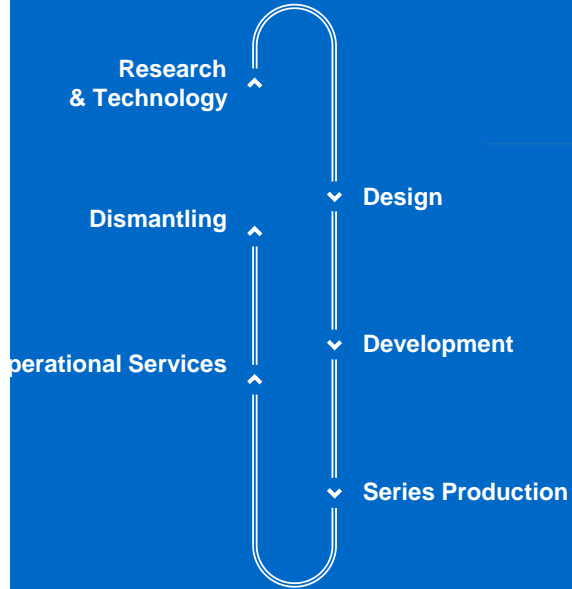 Research
& Technology
Design
Dismantling
Development
perational Services
Series Production